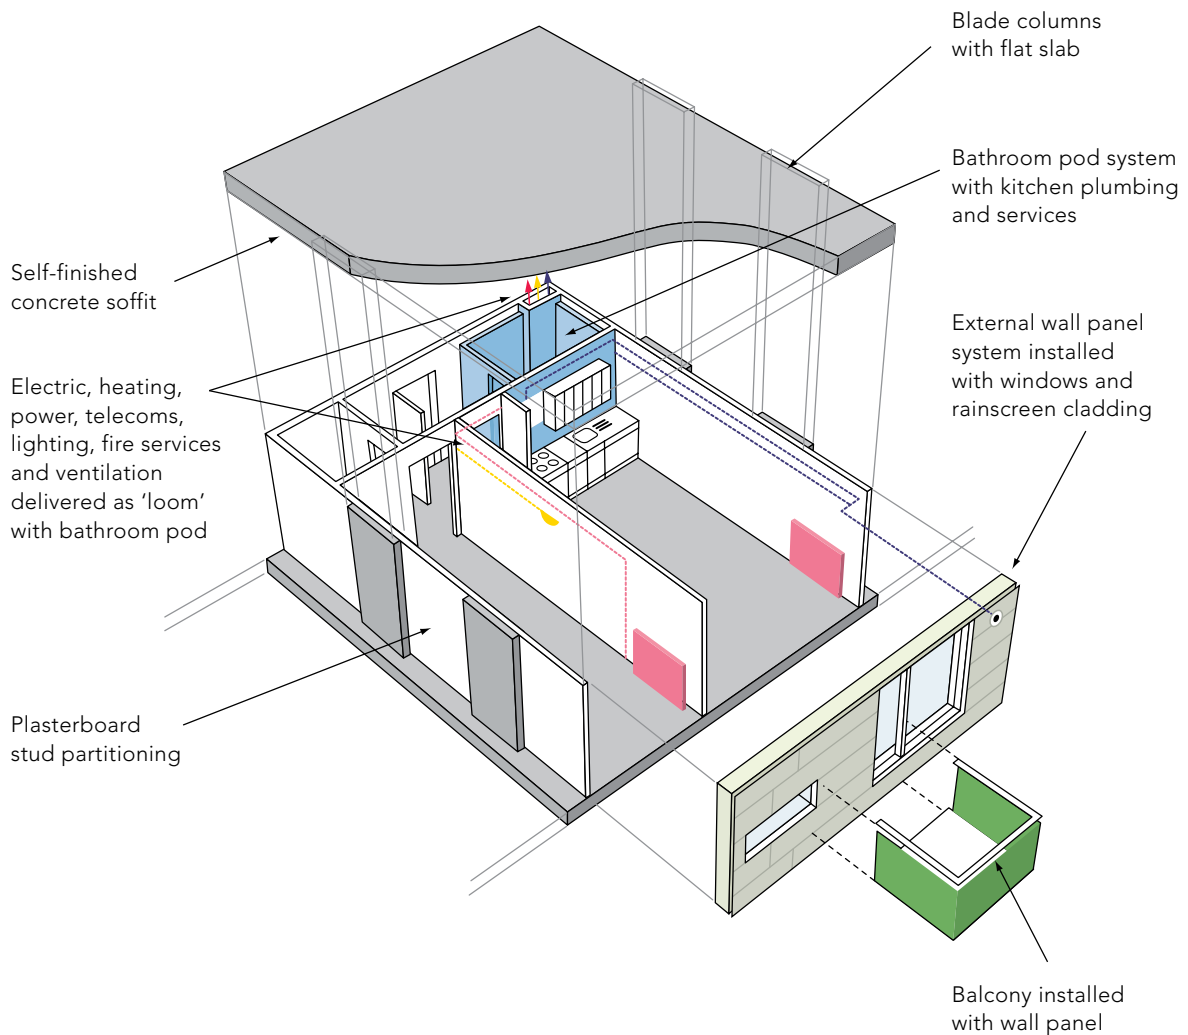 Blade columns
with flat slab
Bathroom pod system
with kitchen plumbing
and services
Self-finished
concrete soffit
External wall panel
system installed
with windows and
rainscreen cladding
Electric, heating,
power, telecoms,
lighting, fire services
and ventilation
delivered as ‘loom’
with bathroom pod
Plasterboard
stud partitioning
Balcony installed
with wall panel